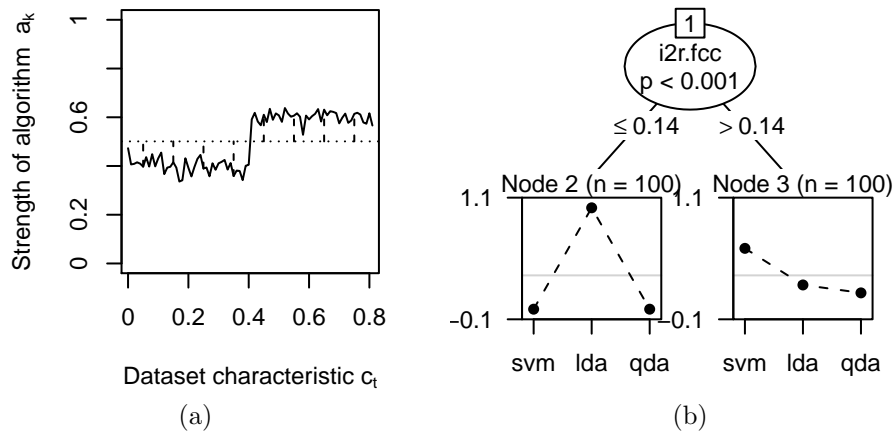 Strength of algorithm a_k
1
0.6
0.2
0
0 0.2 0.4 0.6 0.8
Dataset characteristic c_t
(a)
1
i2r.fcc
p < 0.001
≤ 0.14
> 0.14
Node 2 (n = 100)
1.1
−0.1
svm lda qda
Node 3 (n = 100)
1.1
−0.1
svm lda qda
(b)